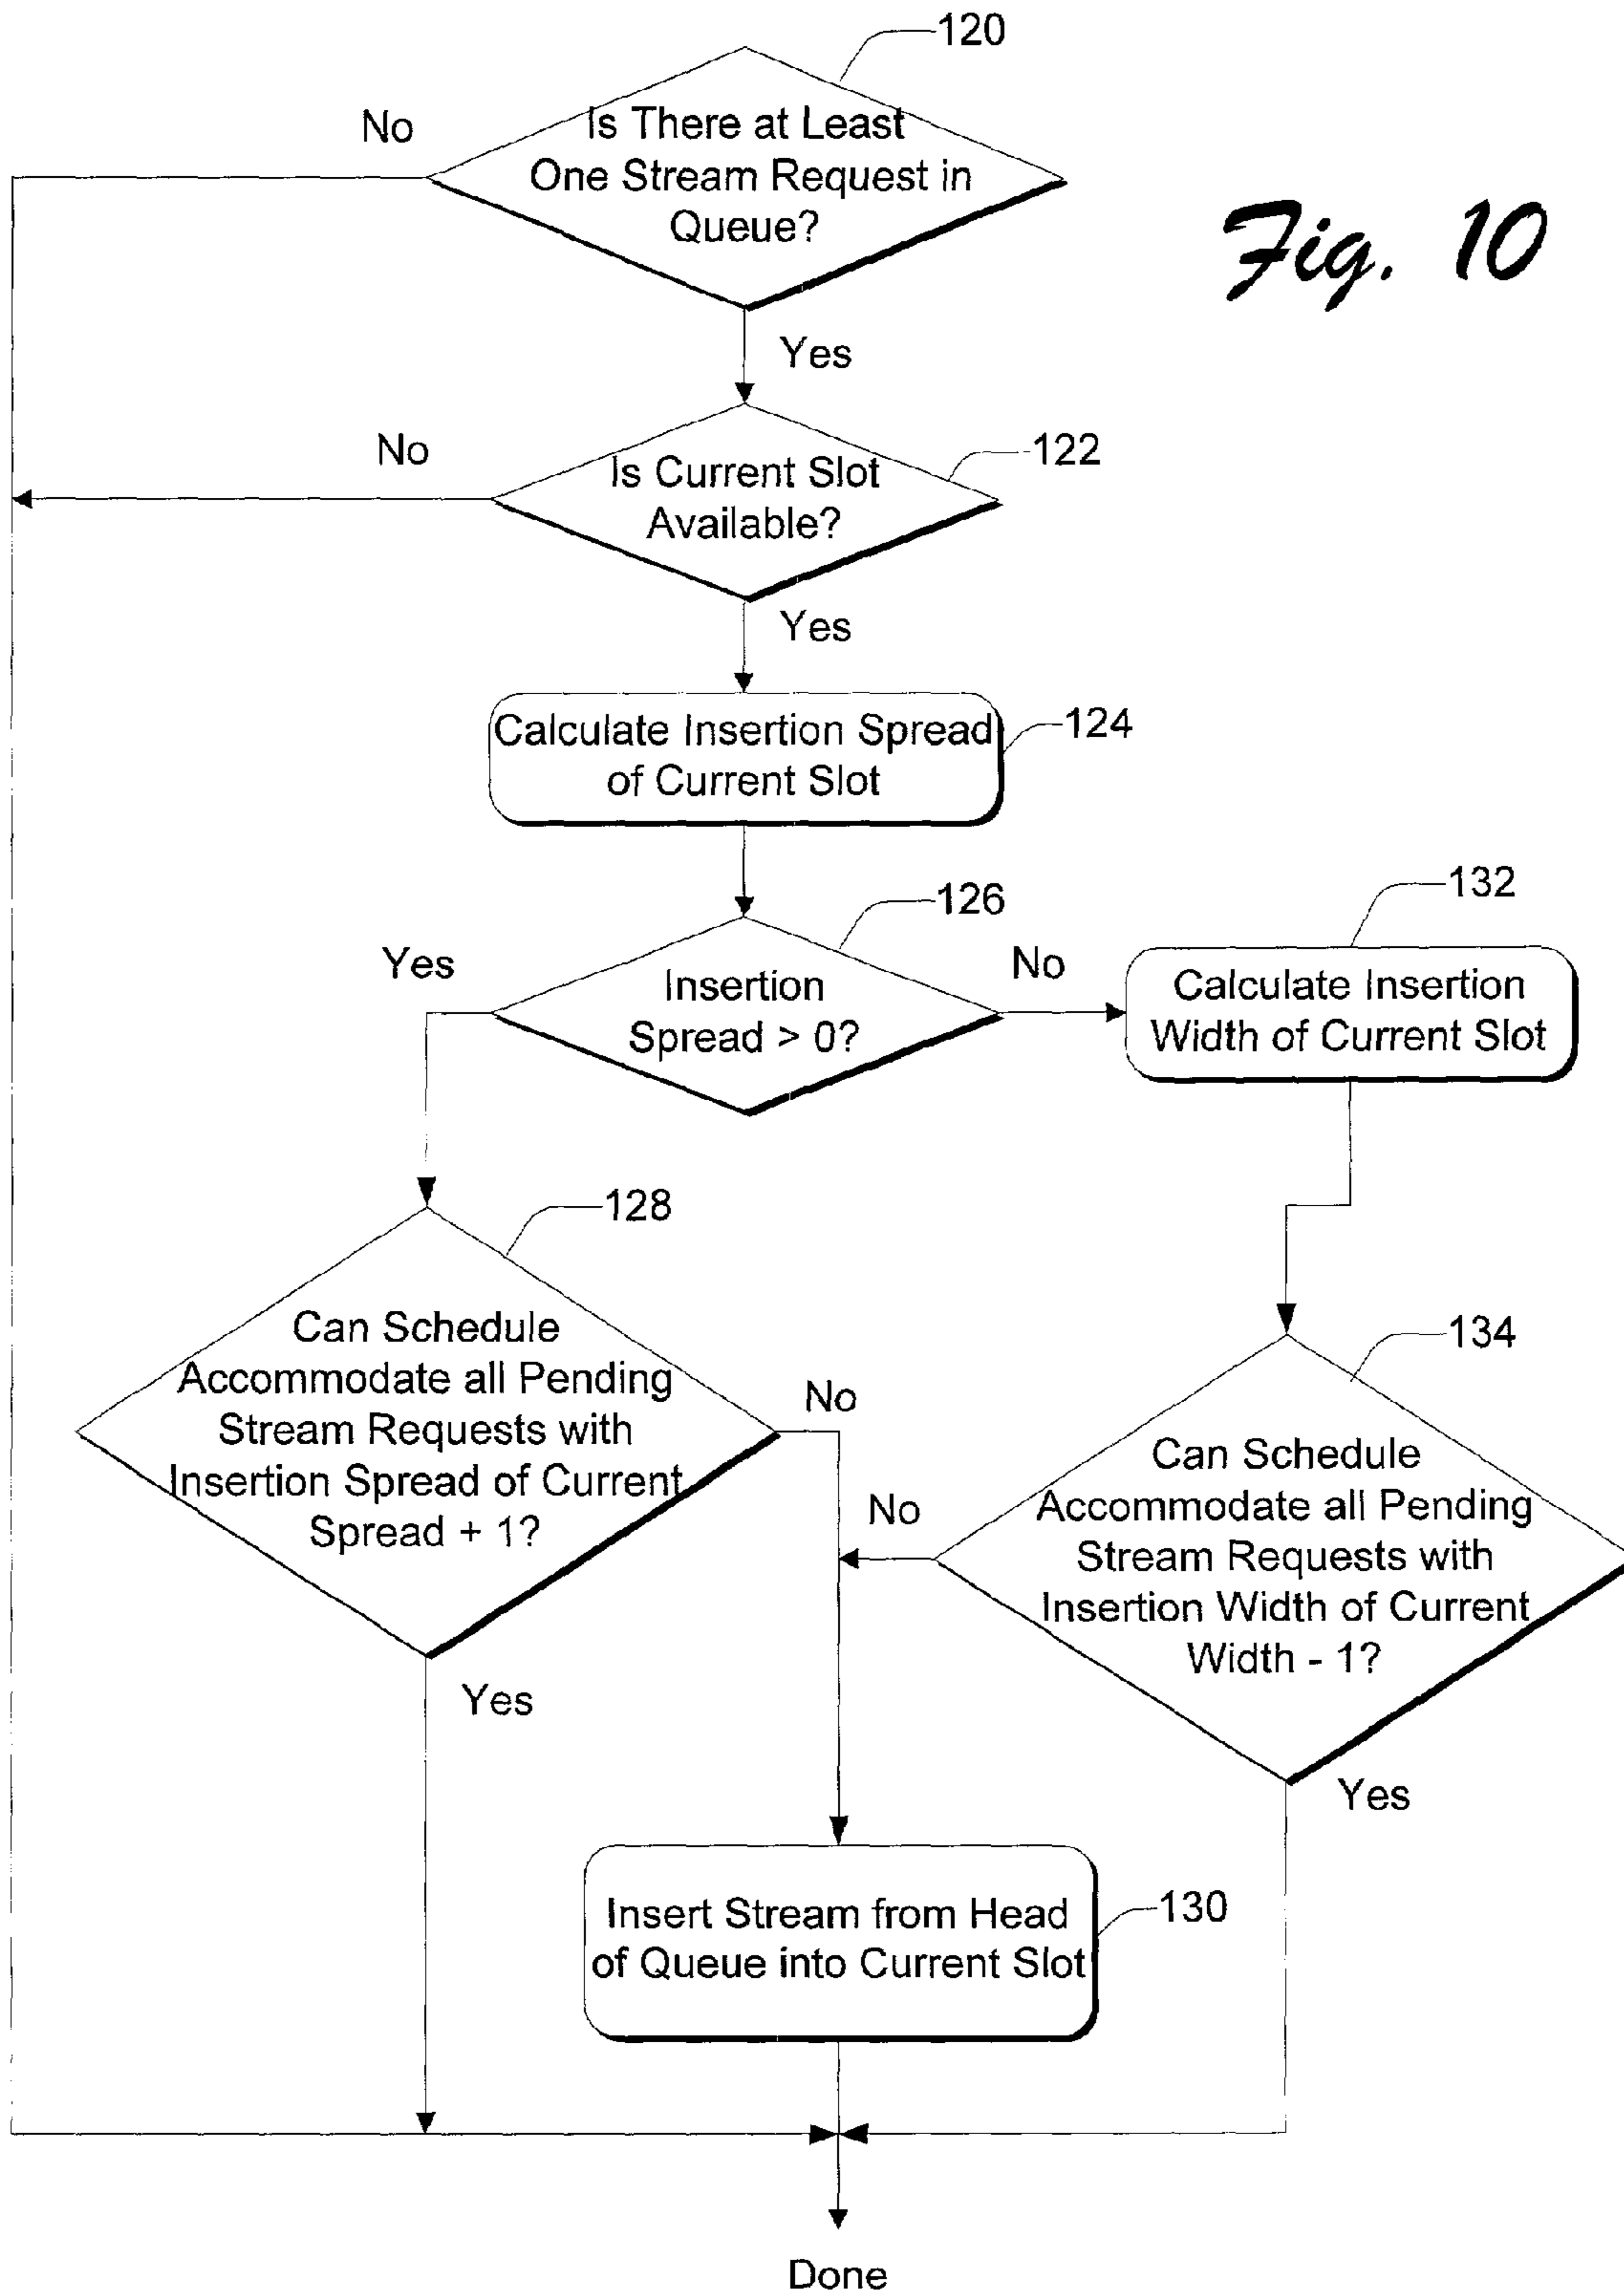 120
No
Is There at Least
One Stream Request in
Queue?
Fig. 10
Yes
No
122
Is Current Slot
Available?
Yes
Calculate Insertion Spread
of Current Slot
124
126
132
Yes
No
Insertion
Spread > 0?
Calculate Insertion
Width of Current Slot
128
Can Schedule
Accommodate all Pending
Stream Requests with
Insertion Spread of Current
Spread + 1?
No
134
Can Schedule
Accommodate all Pending
Stream Requests with
Insertion Width of Current
Width - 1?
No
Yes
Yes
Insert Stream from Head
of Queue into Current Slot
130
Done